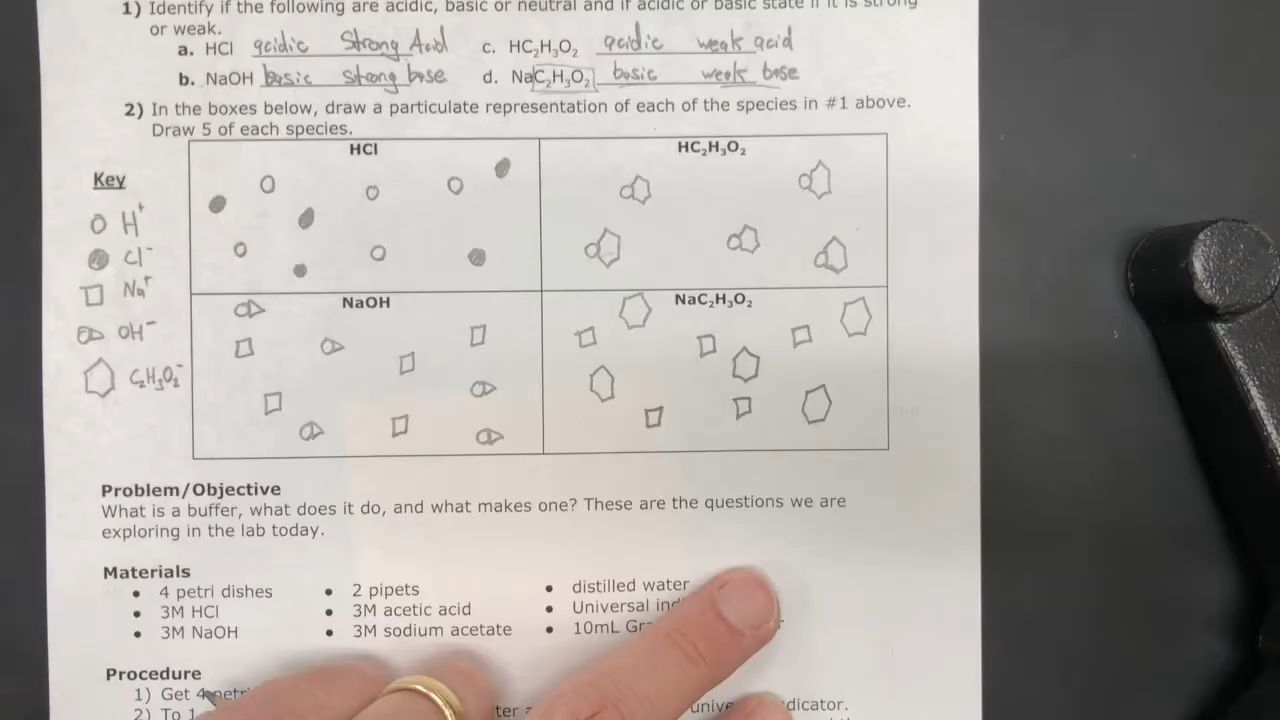 1) Identify if the following are acidic, basic or neutral and if acidic or basic state if it is strong
or weak.
a. HCl acidic Strong Acid c. HC₂H₃O₂ acidic weak acid
b. NaOH basic strong base d. NaC₂H₃O₂ basic weak base
2) In the boxes below, draw a particulate representation of each of the species in #1 above.
Draw 5 of each species.
HCl
HC₂H₃O₂
Key
H⁺
Cl⁻
Na⁺
OH⁻
C₂H₃O₂⁻
NaOH
NaC₂H₃O₂
Problem/Objective
What is a buffer, what does it do, and what makes one? These are the questions we are
exploring in the lab today.
Materials
• 4 petri dishes • 2 pipets • distilled water
• 3M HCl • 3M acetic acid • Universal
• 3M NaOH • 3M sodium acetate • 10mL
Procedure
1) Get 4
2) To 1